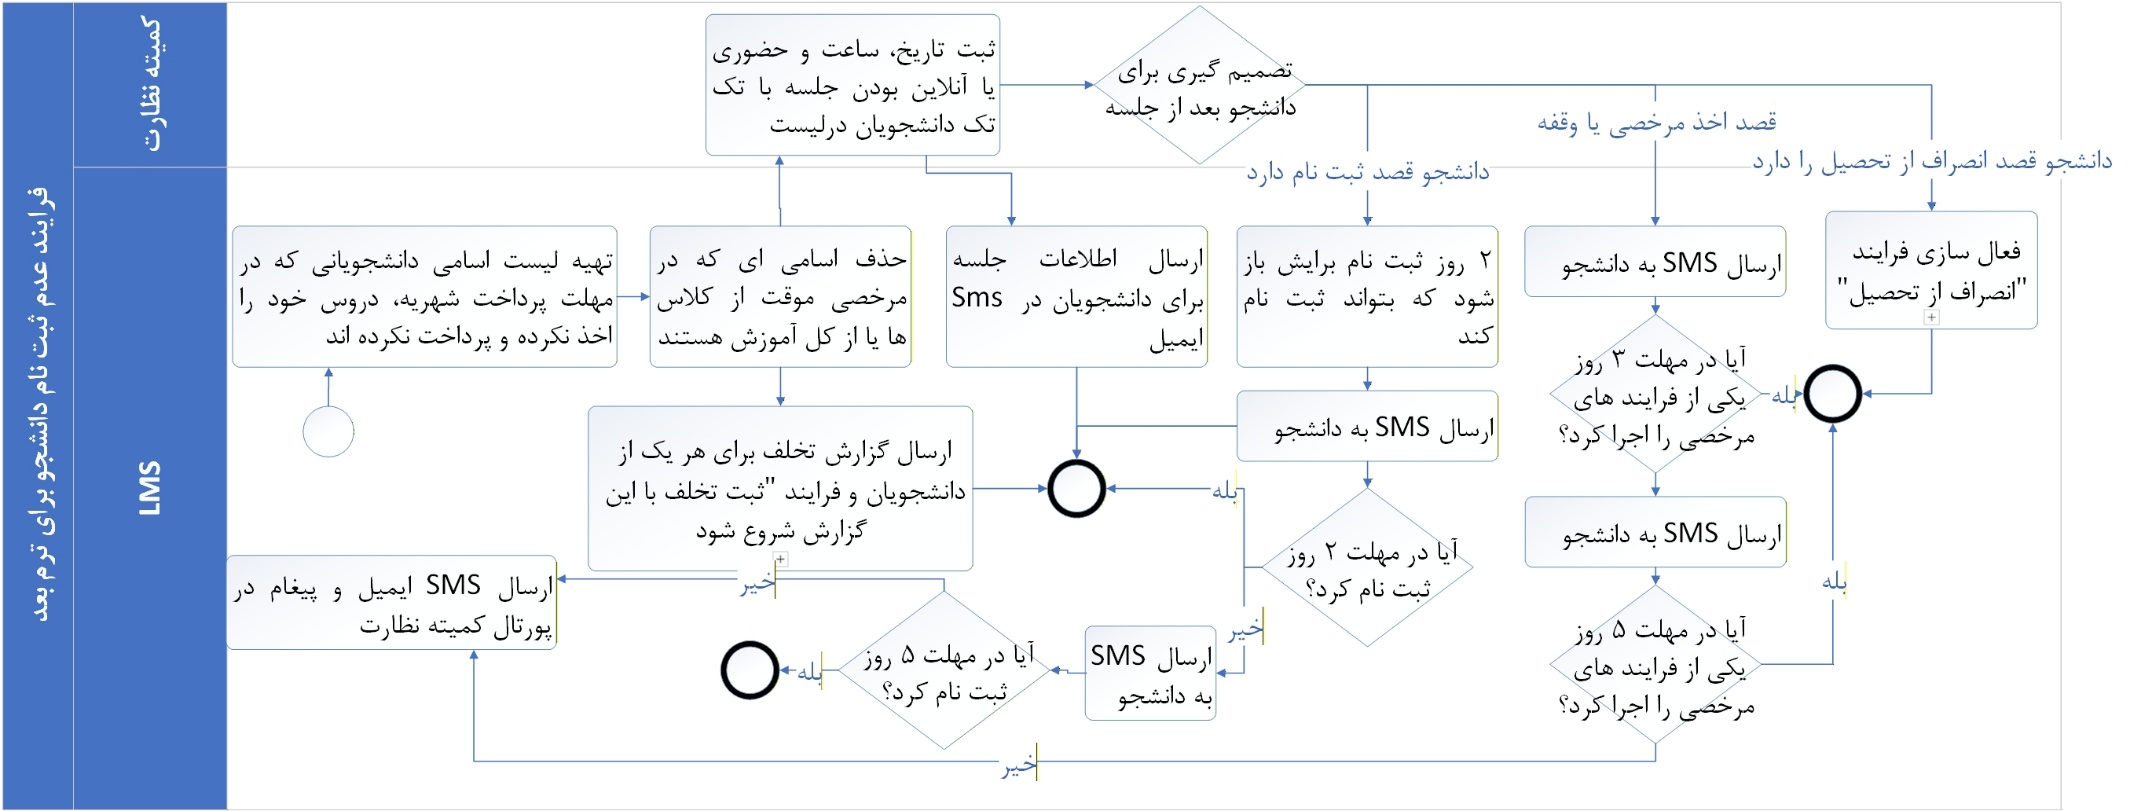 فرایند عدم ثبت نام دانشجو برای ترم بعد
کمیته نظارت
LMS
ثبت تاریخ، ساعت و حضوری
یا آنلاین بودن جلسه با تک
تک دانشجویان درلیست
تصمیم گیری برای
دانشجو بعد از جلسه
قصد اخذ مرخصی یا وقفه
دانشجو قصد انصراف از تحصیل را دارد
دانشجو قصد ثبت نام دارد
تهیه لیست اسامی دانشجویانی که در
مهلت پرداخت شهریه، دروس خود را
اخذ نکرده و پرداخت نکرده اند
حذف اسامی ای که در
مرخصی موقت از کلاس
ها یا از کل آموزش هستند
ارسال اطلاعات جلسه
برای دانشجویان در Sms
ایمیل
۲ روز ثبت نام برایش باز
شود که بتواند ثبت نام
کند
ارسال SMS به دانشجو
فعال سازی فرایند
"انصراف از تحصیل"
آیا در مهلت ۳ روز
یکی از فرایند های
مرخصی را اجرا کرد؟
بله
ارسال SMS به دانشجو
ارسال گزارش تخلف برای هر یک از
دانشجویان و فرایند "ثبت تخلف با این
گزارش شروع شود
بله
آیا در مهلت ۲ روز
ثبت نام کرد؟
خیر
ارسال SMS به دانشجو
بله
آیا در مهلت ۵ روز
یکی از فرایند های
مرخصی را اجرا کرد؟
ارسال SMS ایمیل و پیغام در
پورتال کمیته نظارت
خیر
بله
آیا در مهلت ۵ روز
ثبت نام کرد؟
ارسال SMS
به دانشجو
خیر